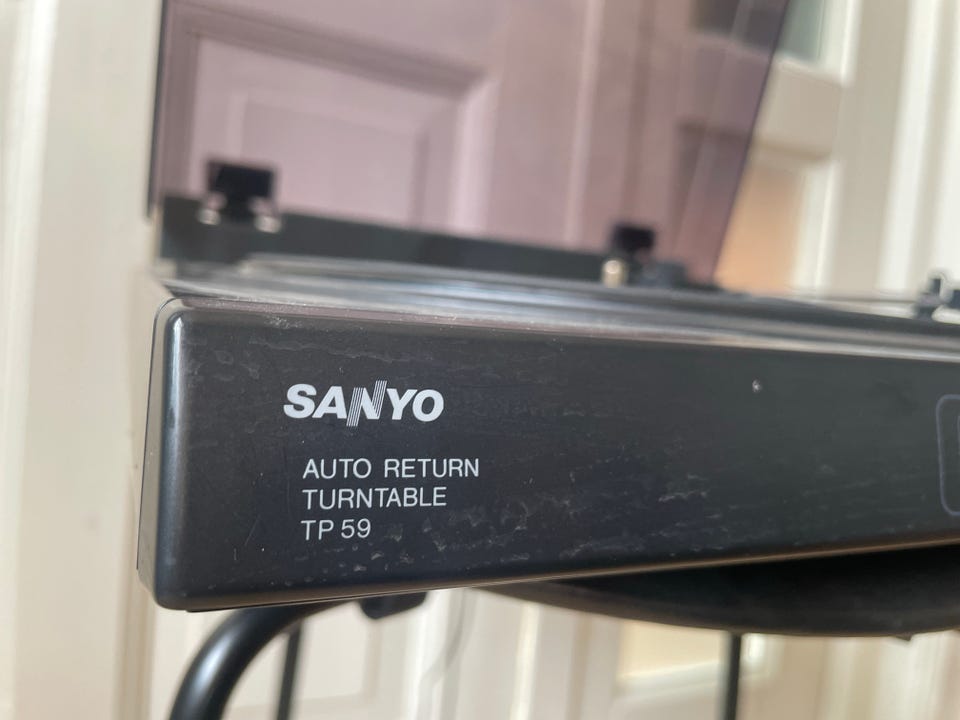 SANYO
AUTO RETURN
TURNTABLE
TP 59